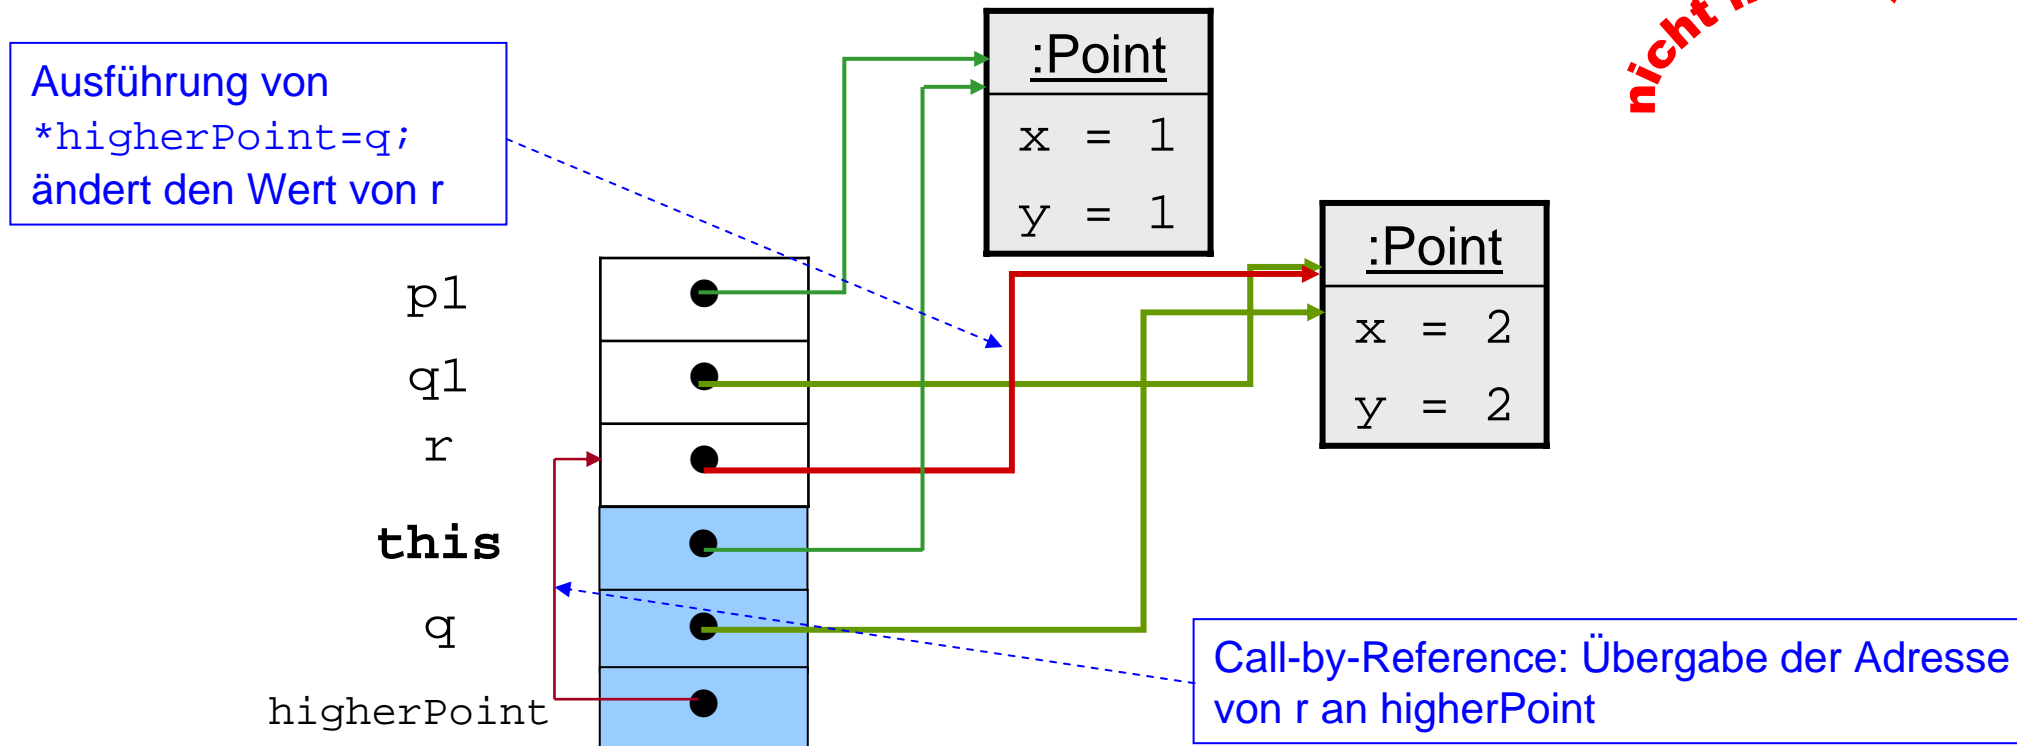 nicht
:Point
x = 1
y = 1
Ausführung von
*higherPoint=q;
ändert den Wert von r
:Point
x = 2
y = 2
p1
q1
r
this
q
higherPoint
Call-by-Reference: Übergabe der Adresse
von r an higherPoint